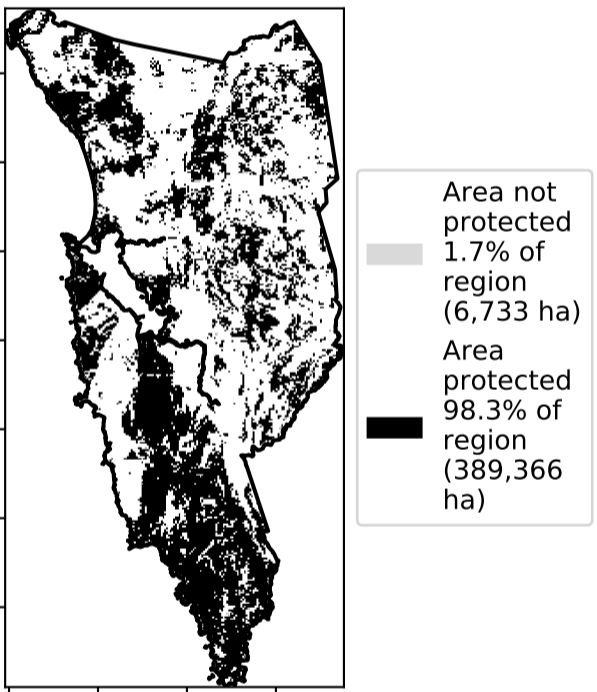 Area not
protected
1.7% of
region
(6,733 ha)
Area
protected
98.3% of
region
(389,366
ha)